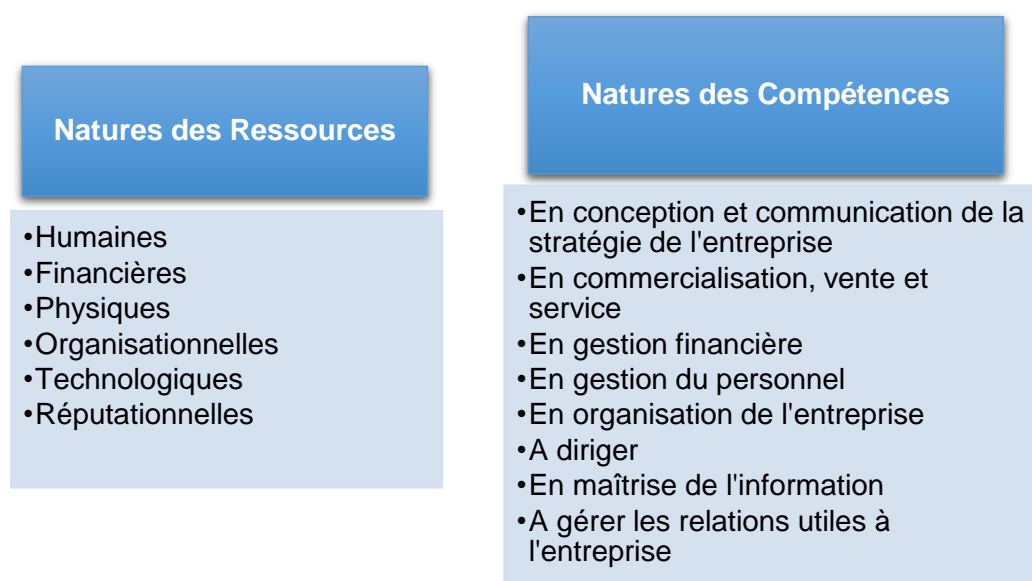 Natures des Ressources
•Humaines
•Financières
•Physiques
•Organisationnelles
•Technologiques
•Réputationnelles
Natures des Compétences
•En conception et communication de la
stratégie de l'entreprise
•En commercialisation, vente et
service
•En gestion financière
•En gestion du personnel
•En organisation de l'entreprise
•A diriger
•En maîtrise de l'information
•A gérer les relations utiles à
l'entreprise